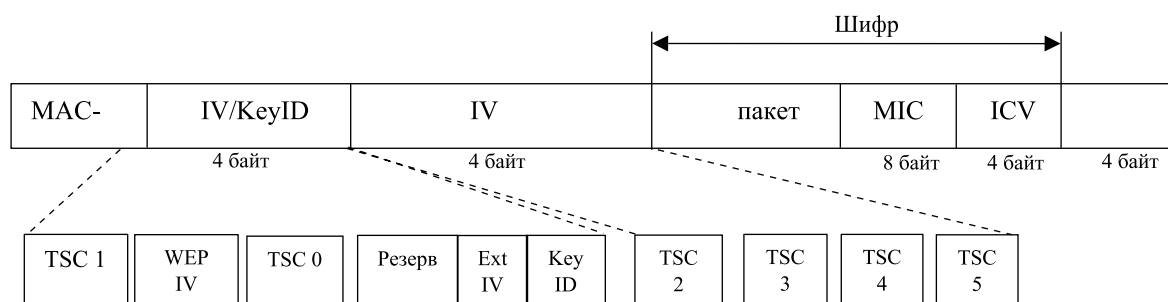 Шифр
MAC- IV/KeyID IV пакет MIC ICV
4 байт 4 байт 8 байт 4 байт 4 байт
TSC 1 WEP IV TSC 0 Резерв Ext IV Key ID TSC 2 TSC 3 TSC 4 TSC 5